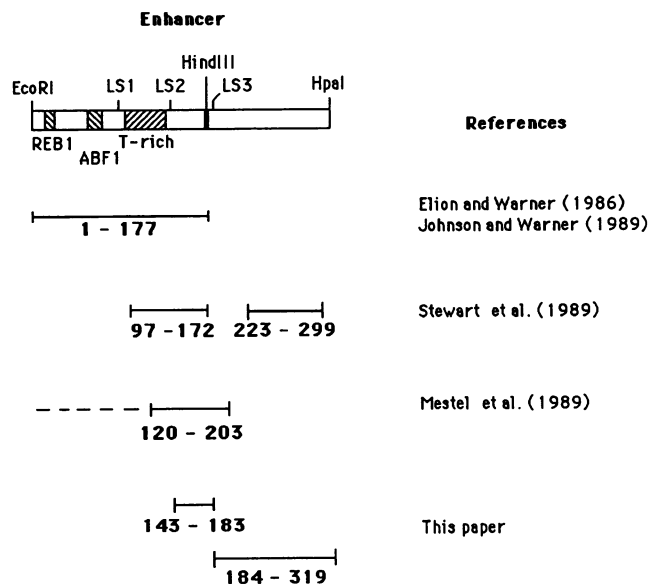 Enhancer
HindIII
EcoRI LS1 LS2 LS3 HpaI
REB1 ABF1 T-rich
References
1 - 177
Elion and Warner (1986)
Johnson and Warner (1989)
97 -172 223 - 299
Stewart et al. (1989)
120 - 203
Mestel et al. (1989)
143 - 183
This paper
184 - 319